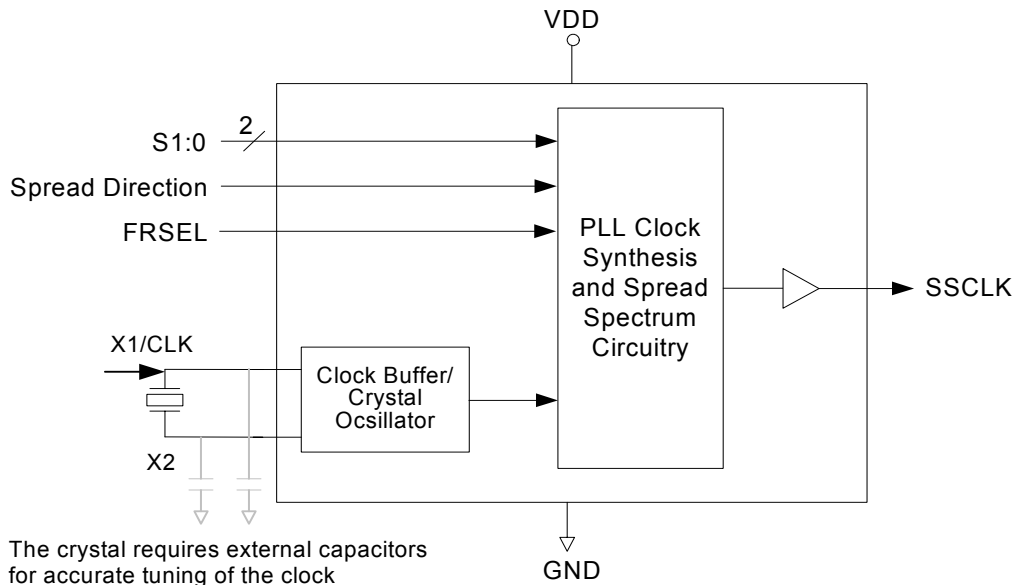 VDD
2
S1:0
Spread Direction
FRSEL
PLL Clock
Synthesis
and Spread
Spectrum
Circuitry
SSCLK
X1/CLK
Clock Buffer/
Crystal
Ocsillator
X2
The crystal requires external capacitors
for accurate tuning of the clock
GND